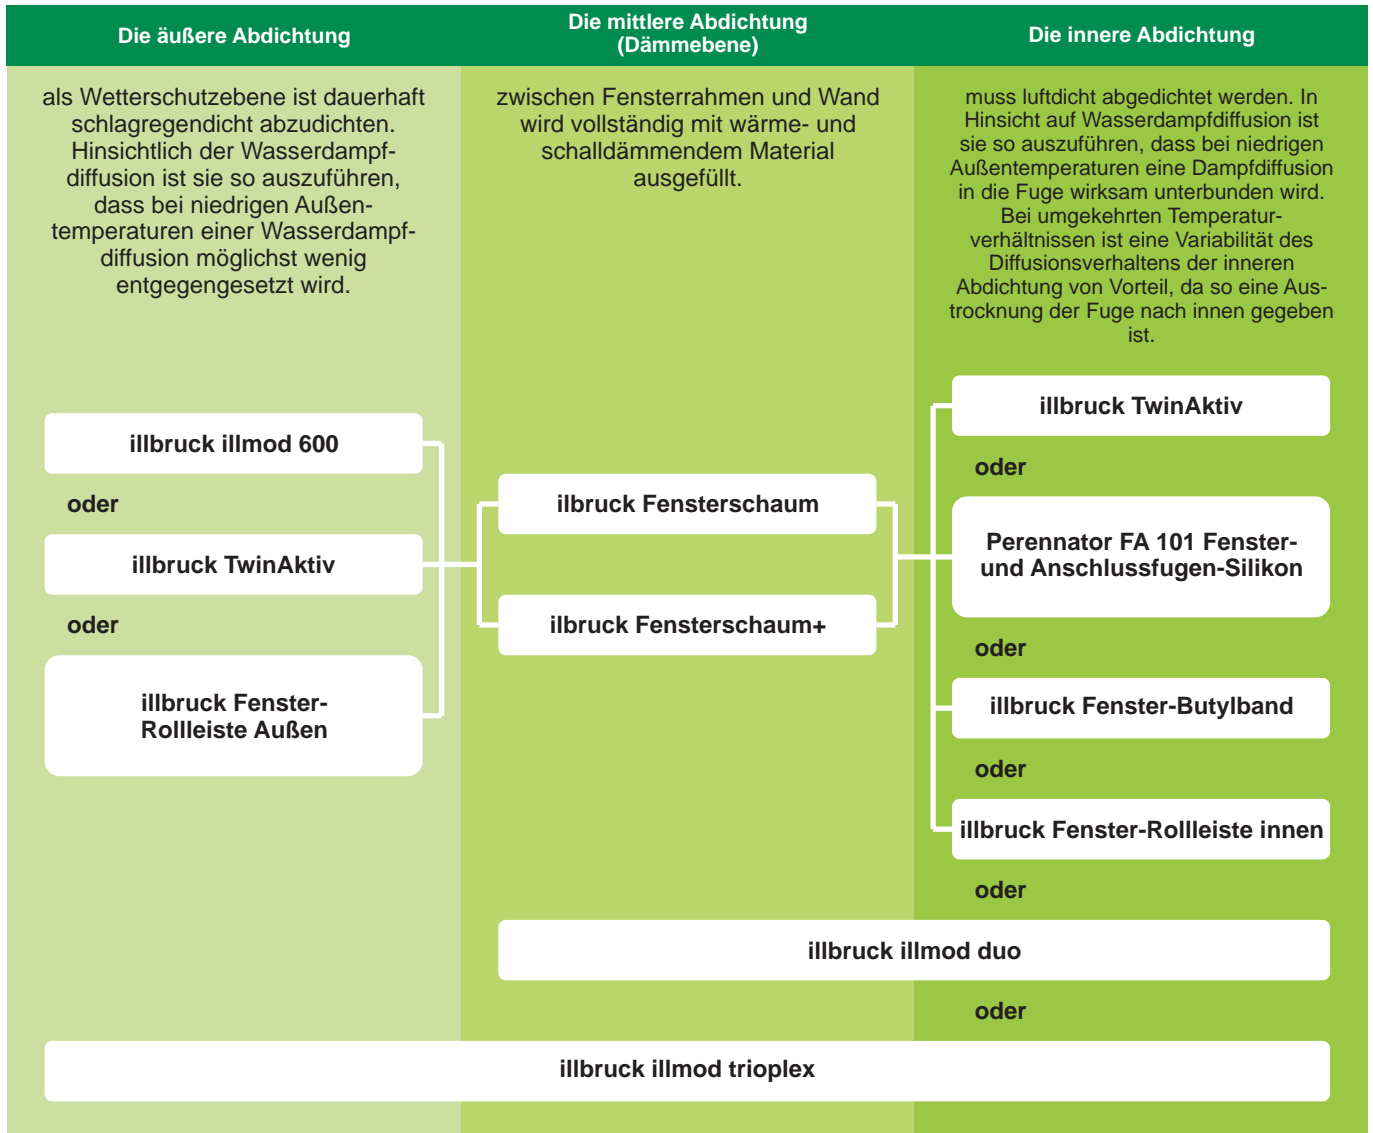 Die äußere Abdichtung
als Wetterschutzebene ist dauerhaft
schlagregendicht abzudichten.
Hinsichtlich der Wasserdampf-
diffusion ist sie so auszuführen,
dass bei niedrigen Außen-
temperaturen einer Wasserdampf-
diffusion möglichst wenig
entgegengesetzt wird.
illbruck illmod 600
oder
illbruck TwinAktiv
oder
illbruck Fenster-
Rollleiste Außen
Die mittlere Abdichtung
(Dämmebene)
zwischen Fensterrahmen und Wand
wird vollständig mit wärme- und
schalldämmendem Material
ausgefüllt.
ilbruck Fensterschaum
ilbruck Fensterschaum+
Die innere Abdichtung
muss luftdicht abgedichtet werden. In
Hinsicht auf Wasserdampfdiffusion ist
sie so auszuführen, dass bei niedrigen
Außentemperaturen eine Dampfdiffusion
in die Fuge wirksam unterbunden wird.
Bei umgekehrten Temperatur-
verhältnissen ist eine Variabilität des
Diffusionsverhaltens der inneren
Abdichtung von Vorteil, da so eine Aus-
trocknung der Fuge nach innen gegeben
ist.
illbruck TwinAktiv
oder
Perennator FA 101 Fenster-
und Anschlussfugen-Silikon
oder
illbruck Fenster-Butylband
oder
illbruck Fenster-Rollleiste innen
oder
illbruck illmod duo
oder
illbruck illmod trioplex